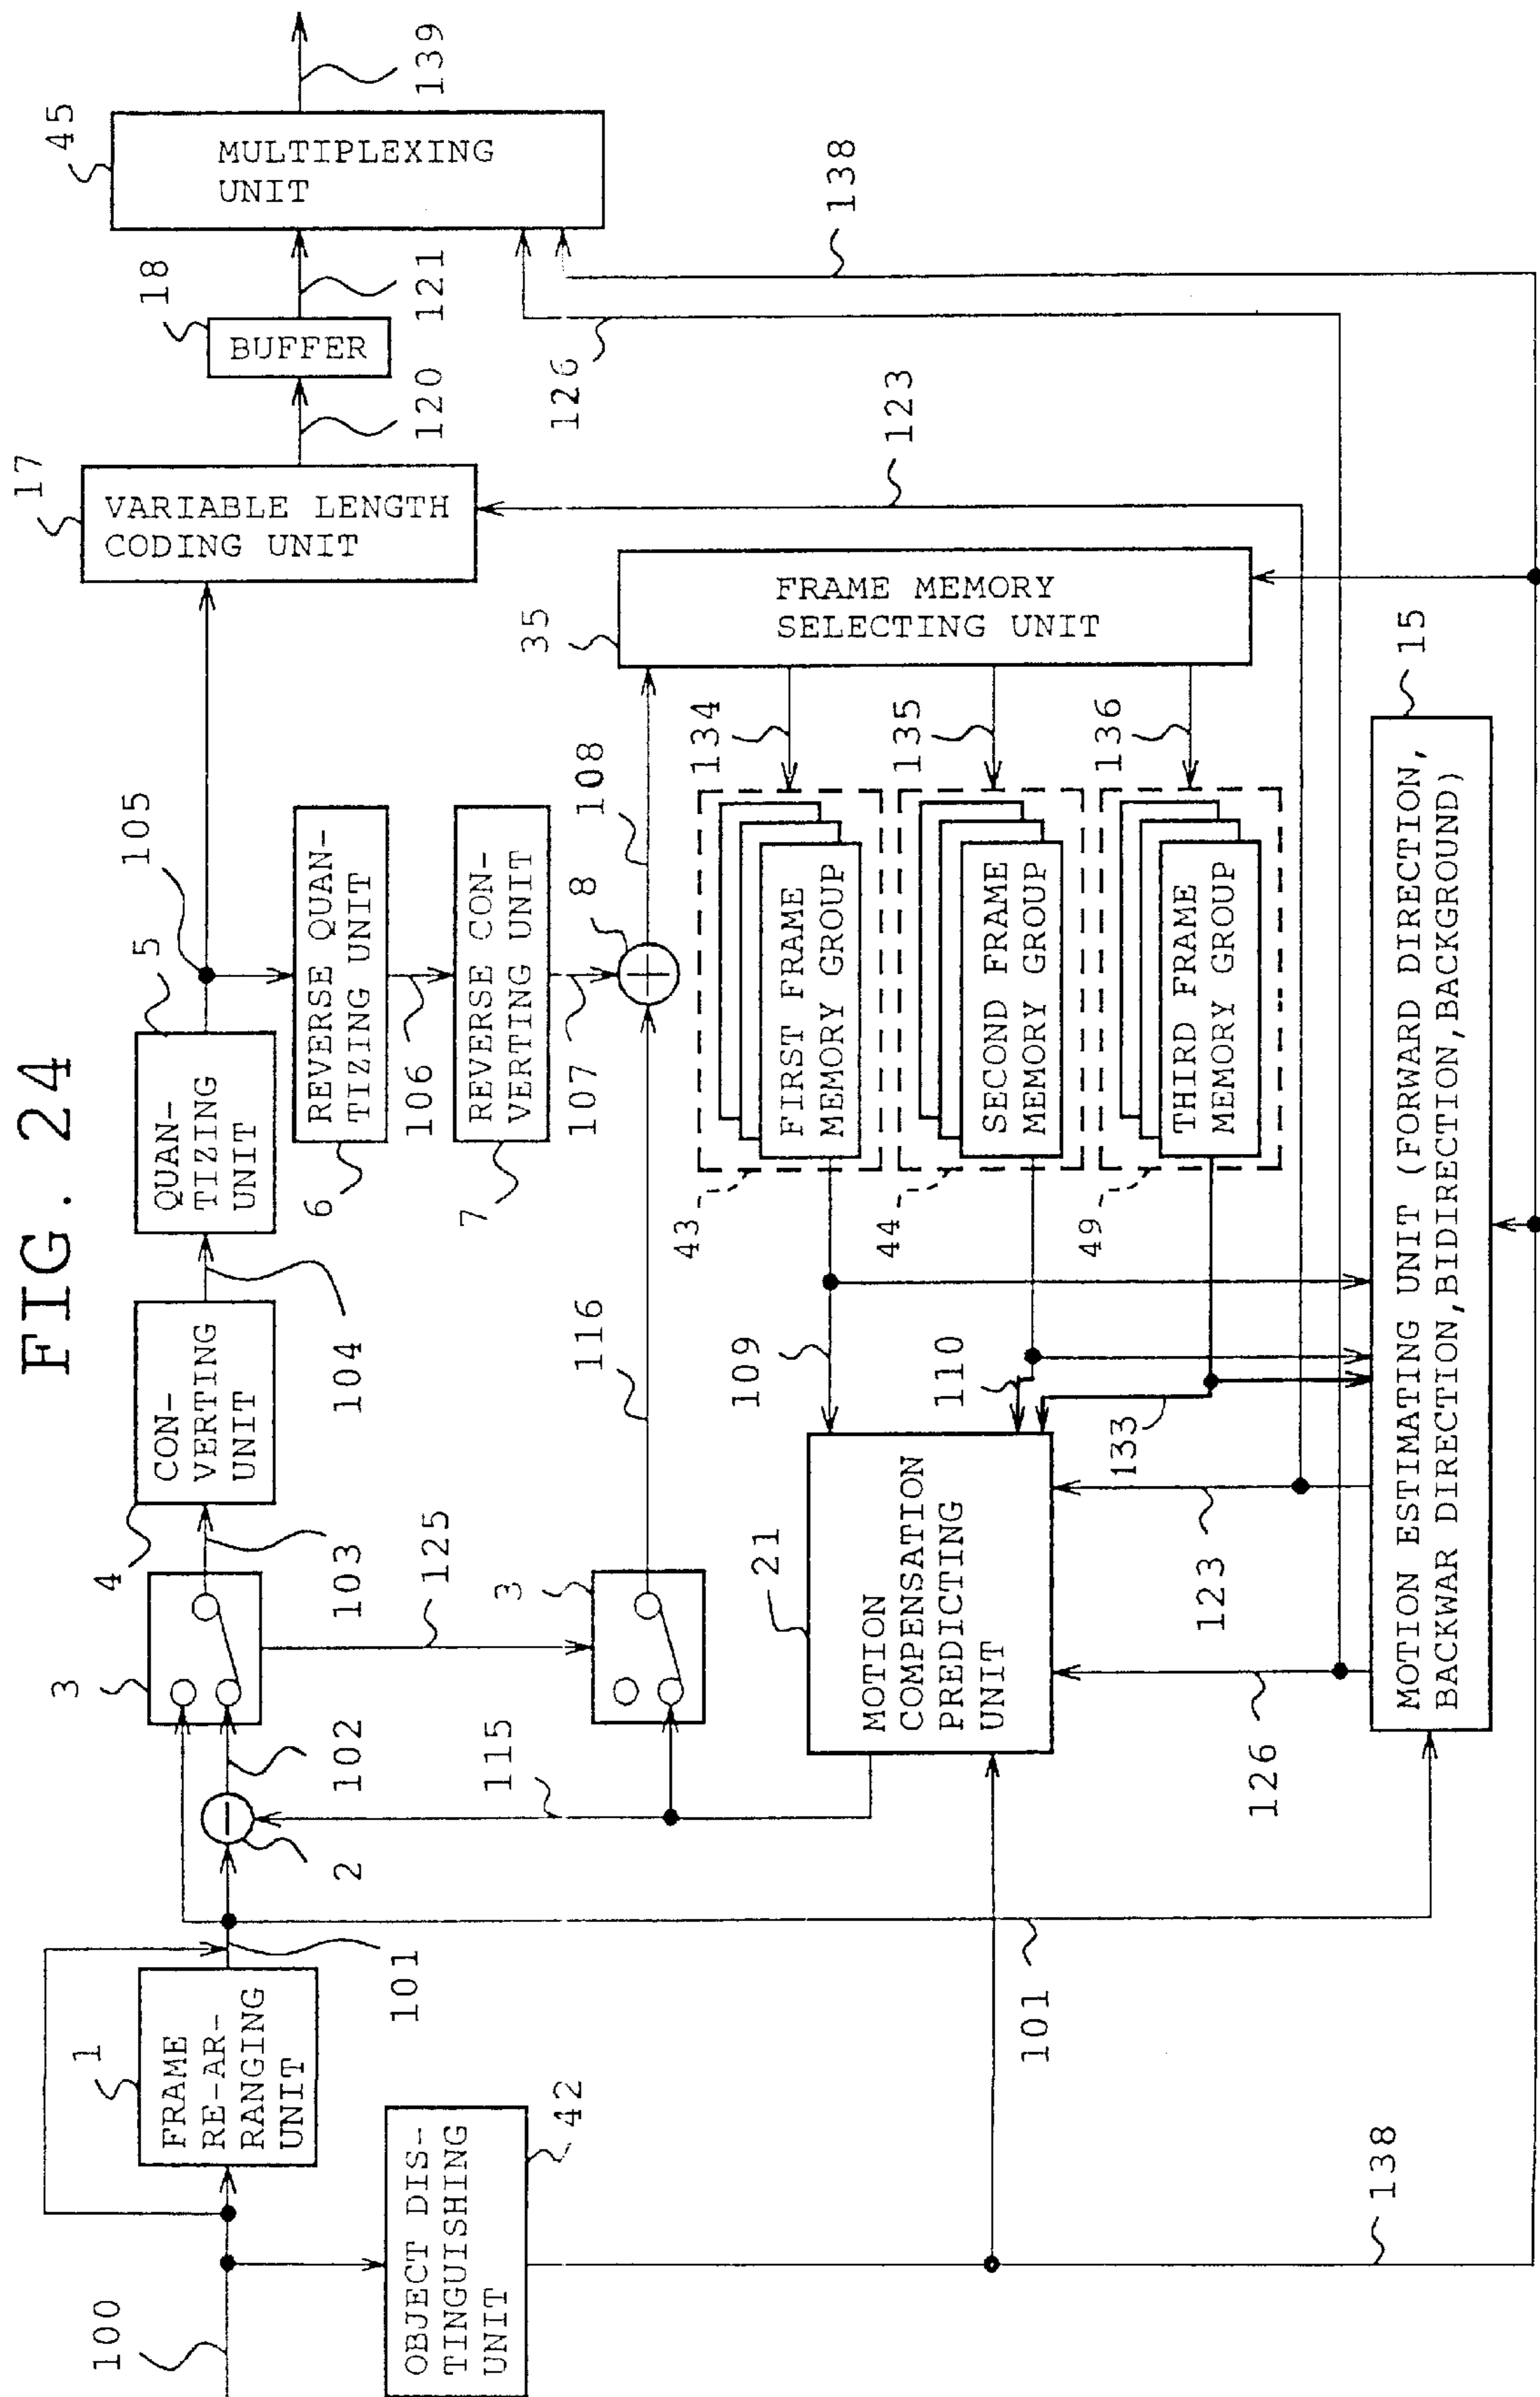 FIG. 24
100
1
FRAME
RE-AR-
RANGING
UNIT
101
2
102
3
103
4
CON-
VERTING
UNIT
104
5
QUAN-
TIZING
UNIT
105
17
VARIABLE LENGTH
CODING UNIT
120
18
BUFFER
121
45
MULTIPLEXING
UNIT
139
6
REVERSE QUAN-
TIZING UNIT
106
7
REVERSE CON-
VERTING UNIT
107
8
108
125
3
116
115
126
138
42
OBJECT DIS-
TINGUISHING
UNIT
35
FRAME MEMORY
SELECTING UNIT
123
134
135
136
43
FIRST FRAME
MEMORY GROUP
44
SECOND FRAME
MEMORY GROUP
49
THIRD FRAME
MEMORY GROUP
109
110
133
21
MOTION
COMPENSATION
PREDICTING
UNIT
101
126
123
15
MOTION ESTIMATING UNIT (FORWARD DIRECTION,
BACKWAR DIRECTION,BIDIRECTION,BACKGROUND)
138